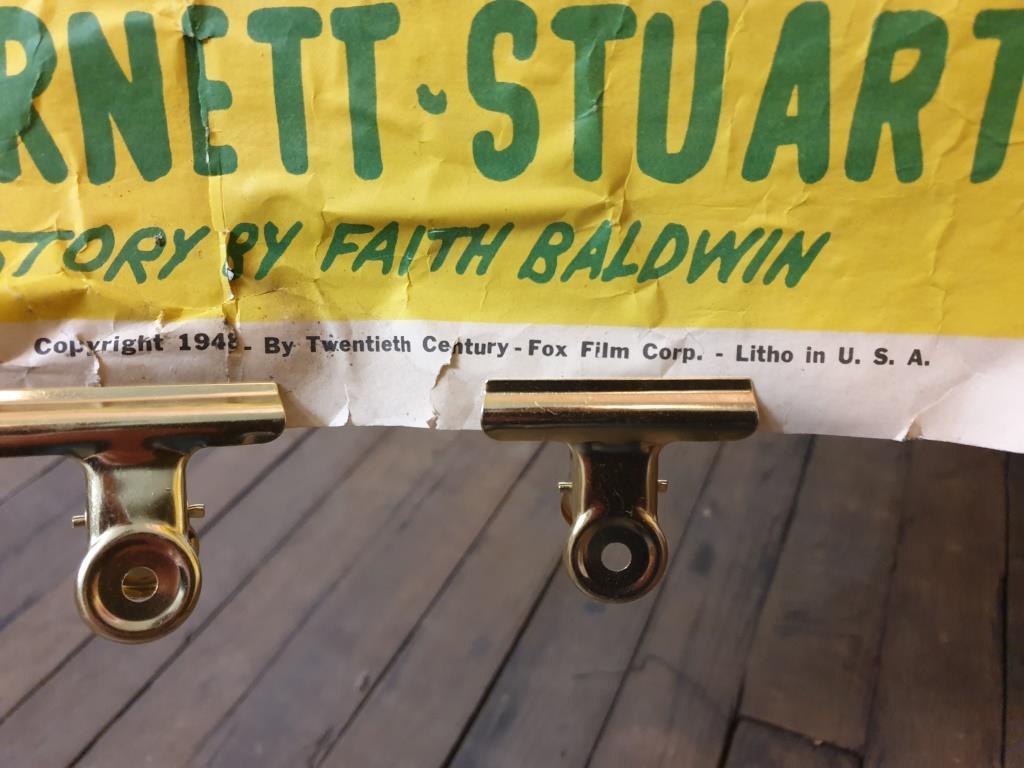 RNETT · STUART
STORY BY FAITH BALDWIN
Copyright 1948 - By Twentieth Century-Fox Film Corp. - Litho in U. S. A.